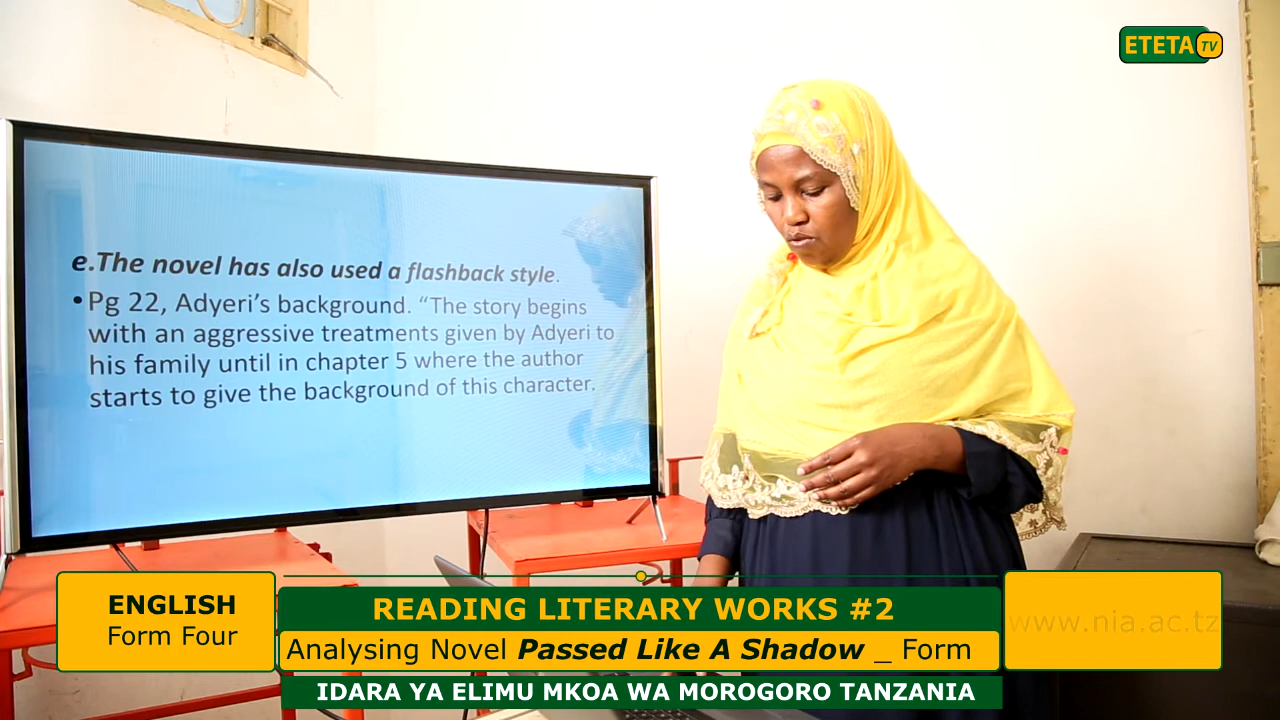 ETETA TV
e.The novel has also used a flashback style.
•Pg 22, Adyeri’s background. “The story begins
with an aggressive treatments given by Adyeri to
his family until in chapter 5 where the author
starts to give the background of this character.
ENGLISH
Form Four
READING LITERARY WORKS #2
Analysing Novel Passed Like A Shadow _ Form
www.nia.ac.tz
IDARA YA ELIMU MKOA WA MOROGORO TANZANIA